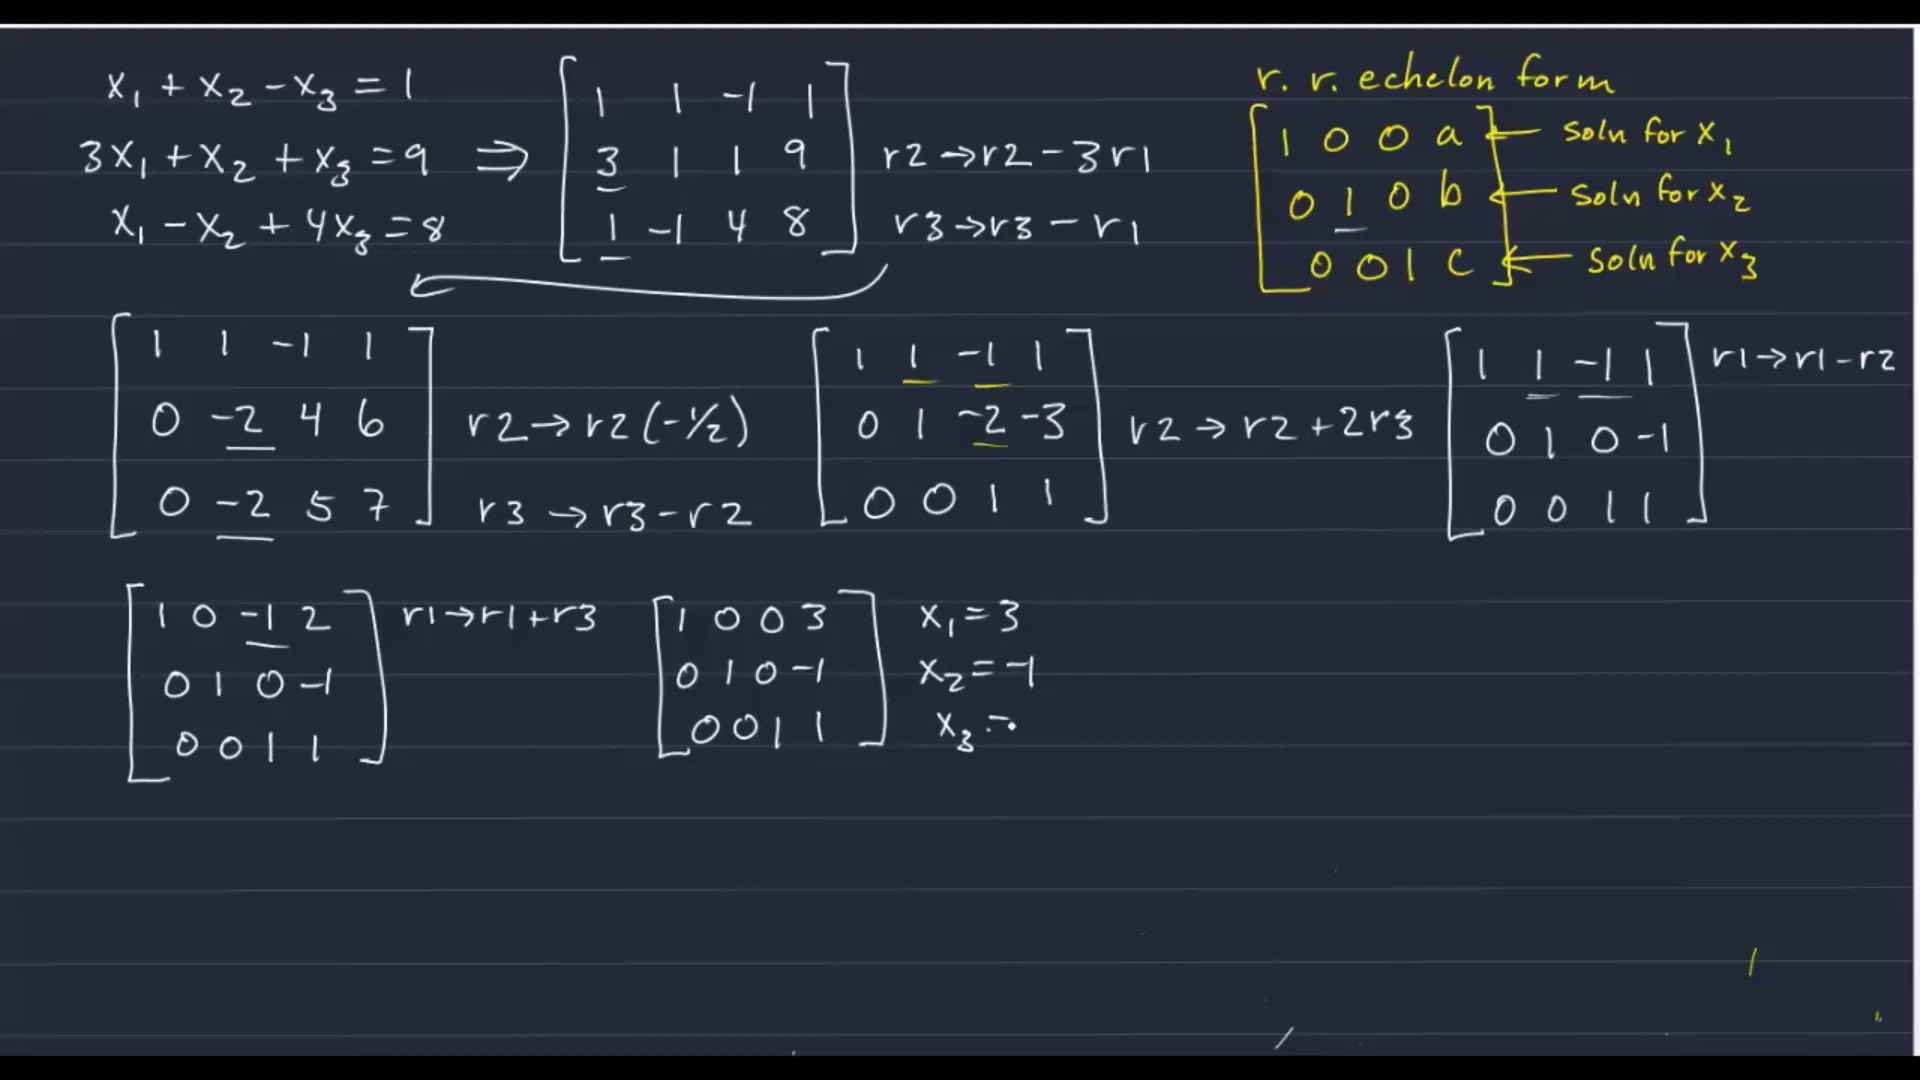 x₁ + x₂ - x₃ = 1
3x₁ + x₂ + x₃ = 9 ⇒
x₁ - x₂ + 4x₃ = 8
1 1 -1 1
3 1 1 9 r2→r2-3r1
1 -1 4 8 r3→r3-r1
r. r. echelon form
1 0 0 a ← soln for x₁
0 1 0 b ← soln for x₂
0 0 1 c ← soln for x₃
1 1 -1 1
0 -2 4 6 r2→r2(-1/2)
0 -2 5 7 r3→r3-r2
1 1 -1 1
0 1 -2 -3 r2→r2+2r3
0 0 1 1
1 1 -1 1 r1→r1-r2
0 1 0 -1
0 0 1 1
1 0 -1 2 r1→r1+r3
0 1 0 -1
0 0 1 1
1 0 0 3 x₁ = 3
0 1 0 -1 x₂ = -1
0 0 1 1 x₃ =